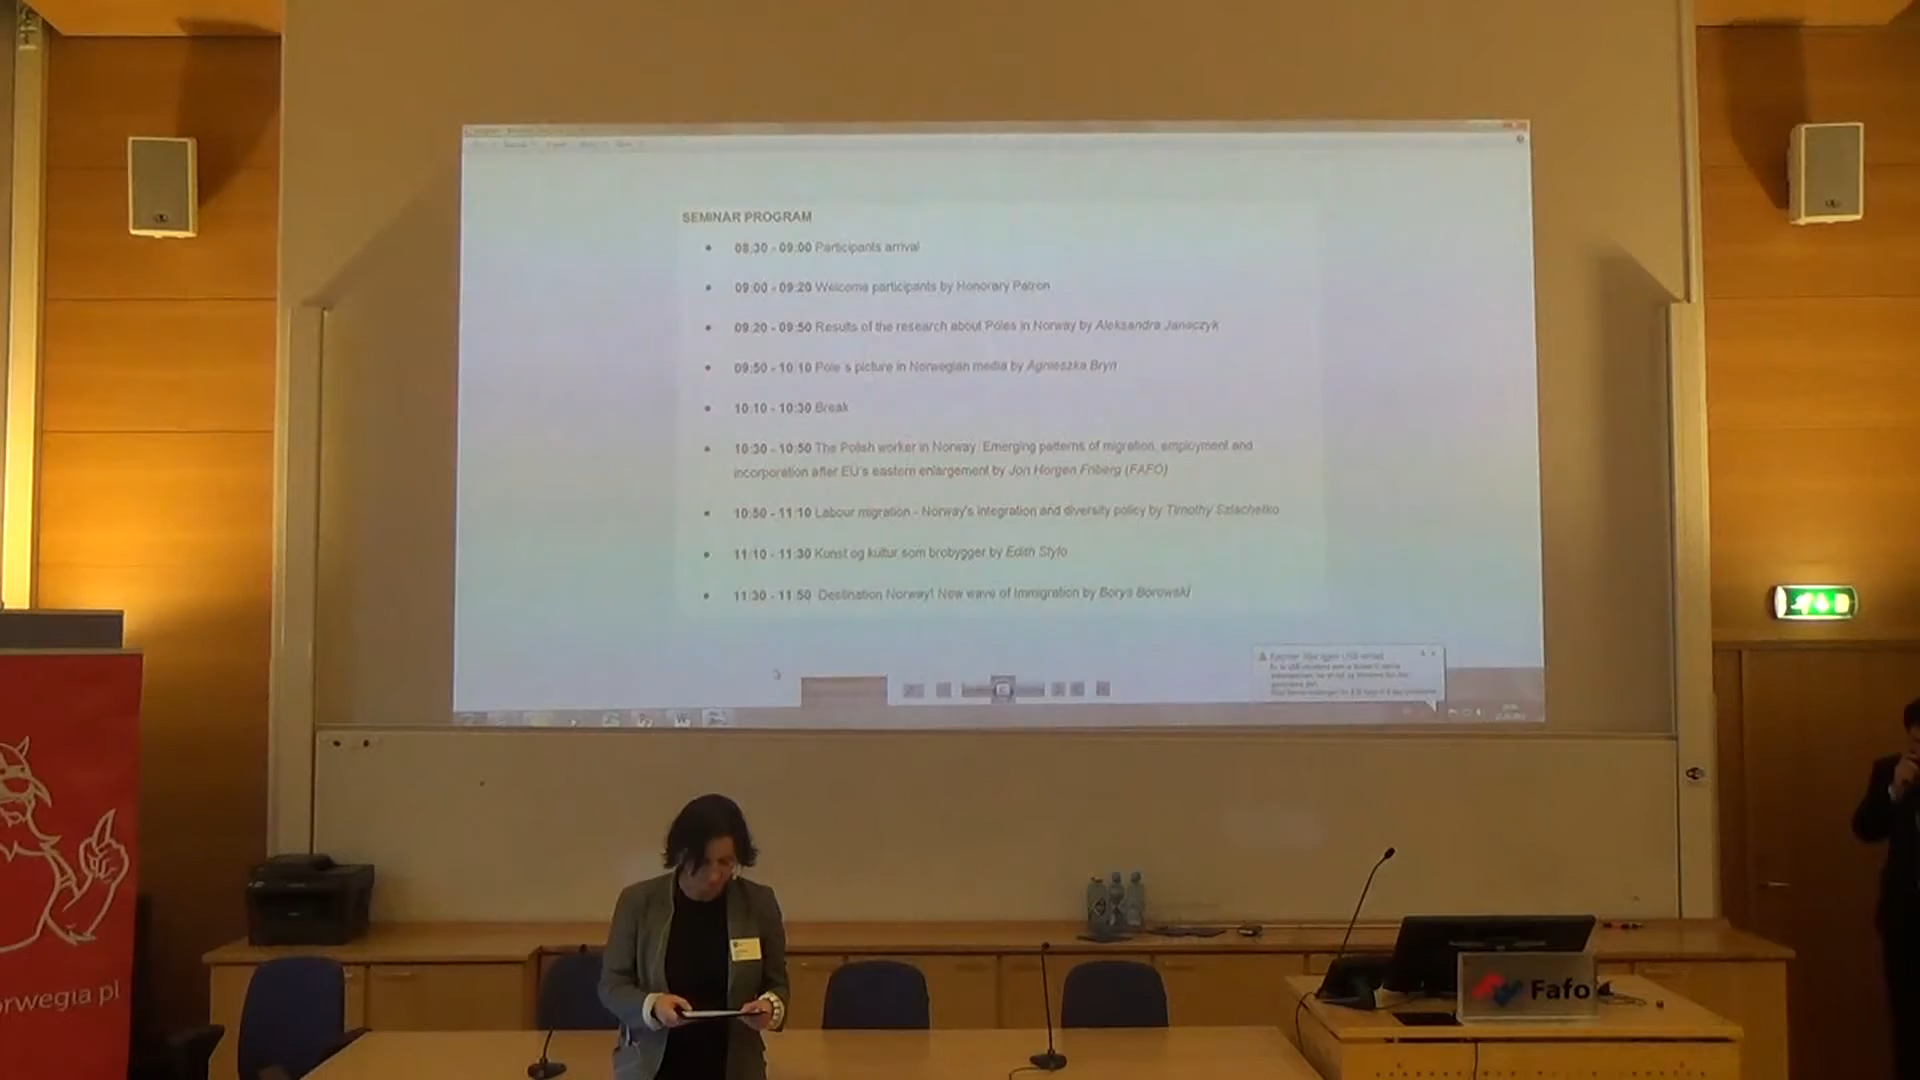 SEMINAR PROGRAM
08:30 - 09:00 Participants arrival
09:00 - 09:20 Welcome participants by Honorary Patron
09:20 - 09:50 Results of the research about Poles in Norway by Aleksandra Janaczyk
09:50 - 10:10 Pole´s picture in Norwegian media by Agnieszka Bryn
10:10 - 10:30 Break
10:30 - 10:50 The Polish worker in Norway. Emerging patterns of migration, employment and
incorporation after EU's eastern enlargement by Jon Horgen Friberg (FAFO)
10:50 - 11:10 Labour migration - Norway's integration and diversity policy by Timothy Szlachetko
11:10 - 11:30 Kunst og kultur som brobygger by Edith Stylo
11:30 - 11:50 Destination Norway! New wave of Immigration by Borys Borowski
orwegia.pl
Fafo